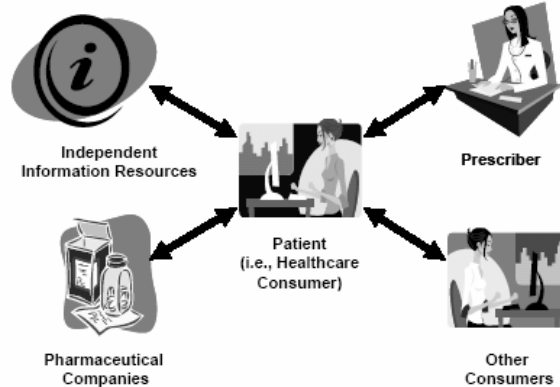 Independent
Information Resources
Prescriber
Patient
(i.e., Healthcare
Consumer)
Pharmaceutical
Companies
Other
Consumers